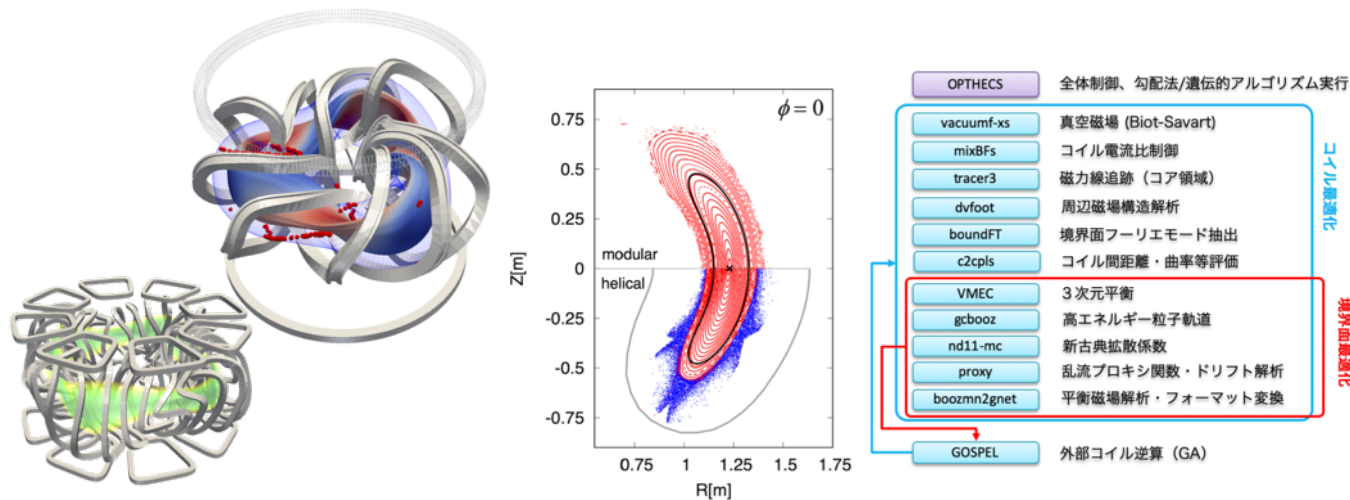 ϕ = 0
0.75
0.5
0.25
modular
0
helical
-0.25
-0.5
-0.75
Z[m]
0.75
1
1.25
1.5
1.75
R[m]
OPTHECS 全体制御、勾配法/遺伝的アルゴリズム実行
vacuumf-xs 真空磁場 (Biot-Savart)
mixBFs コイル電流比制御
tracer3 磁力線追跡（コア領域）
dvfoot 周辺磁場構造解析
boundFT 境界面フーリエモード抽出
c2cpls コイル間距離・曲率等評価
VMEC 3次元平衡
gcbooz 高エネルギー粒子軌道
nd11-mc 新古典拡散係数
proxy 乱流プロキシ関数・ドリフト解析
boozmn2gnet 平衡磁場解析・フォーマット変換
GOSPEL 外部コイル逆算（GA）
コイル最適化
境界面最適化